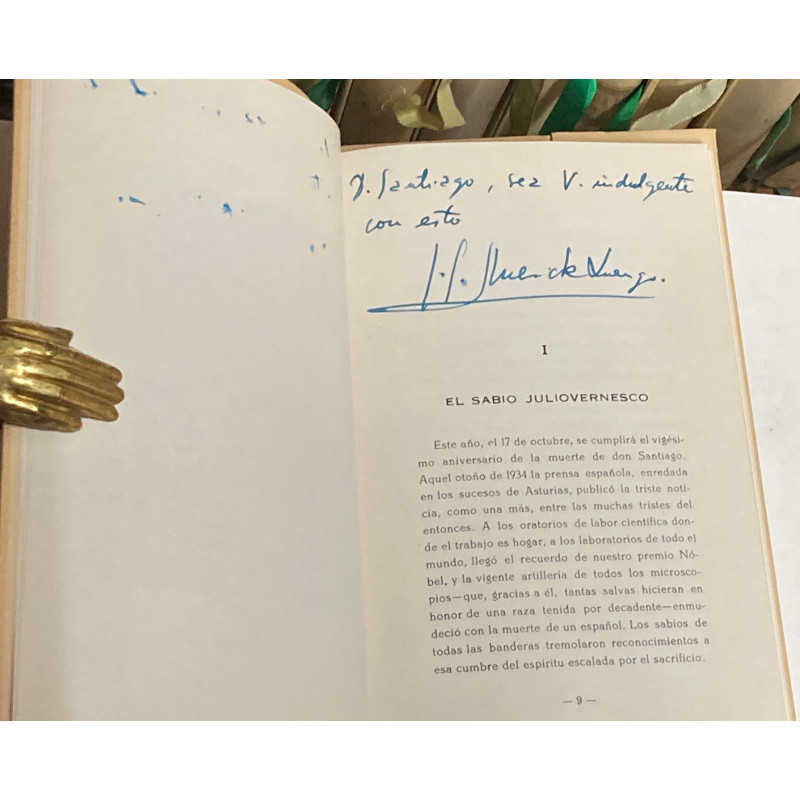 Santiago, sea V. indulgente
con esto
I
EL SABIO JULIOVERNESCO
Este año, el 17 de octubre, se cumplirá el vigési-
mo aniversario de la muerte de don Santiago.
Aquel otoño de 1934 la prensa española, enredada
en los sucesos de Asturias, publicó la triste noti-
cia, como una más, entre las muchas tristes del
entonces. A los oratorios de labor científica don-
de el trabajo es hogar, a los laboratorios de todo el
mundo, llegó el recuerdo de nuestro premio Nó-
bel, y la vigente artillería de todos los microsco-
pios—que, gracias a él, tantas salvas hicieran en
honor de una raza tenida por decadente—enmu-
deció con la muerte de un español. Los sabios de
todas las banderas tremolaron reconocimientos a
esa cumbre del espíritu escalada por el sacrificio.
— 9 —